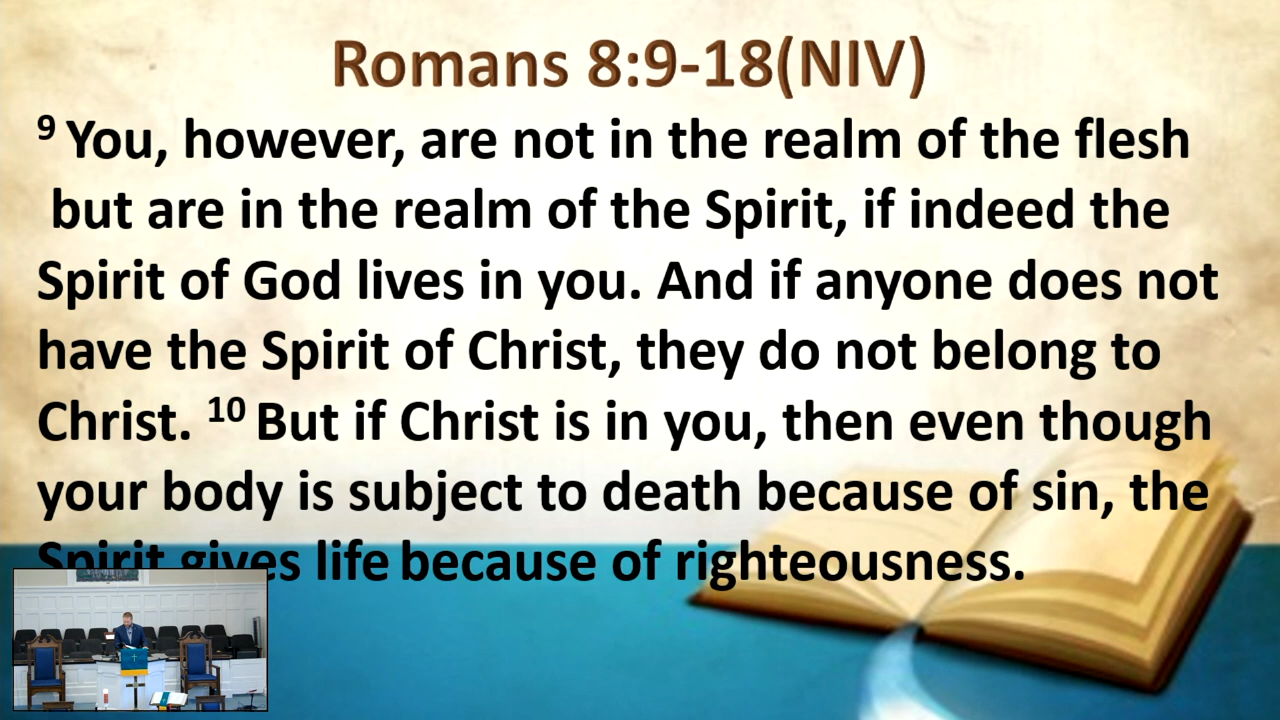 Romans 8:9-18(NIV)
9 You, however, are not in the realm of the flesh
but are in the realm of the Spirit, if indeed the
Spirit of God lives in you. And if anyone does not
have the Spirit of Christ, they do not belong to
Christ. 10 But if Christ is in you, then even though
your body is subject to death because of sin, the
Spirit gives life because of righteousness.